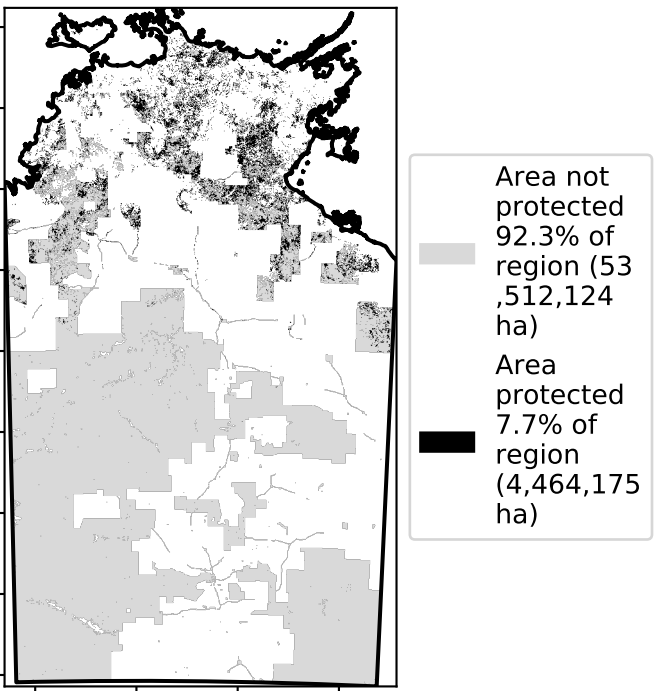 Area not
protected
92.3% of
region (53
,512,124
ha)
Area
protected
7.7% of
region
(4,464,175
ha)